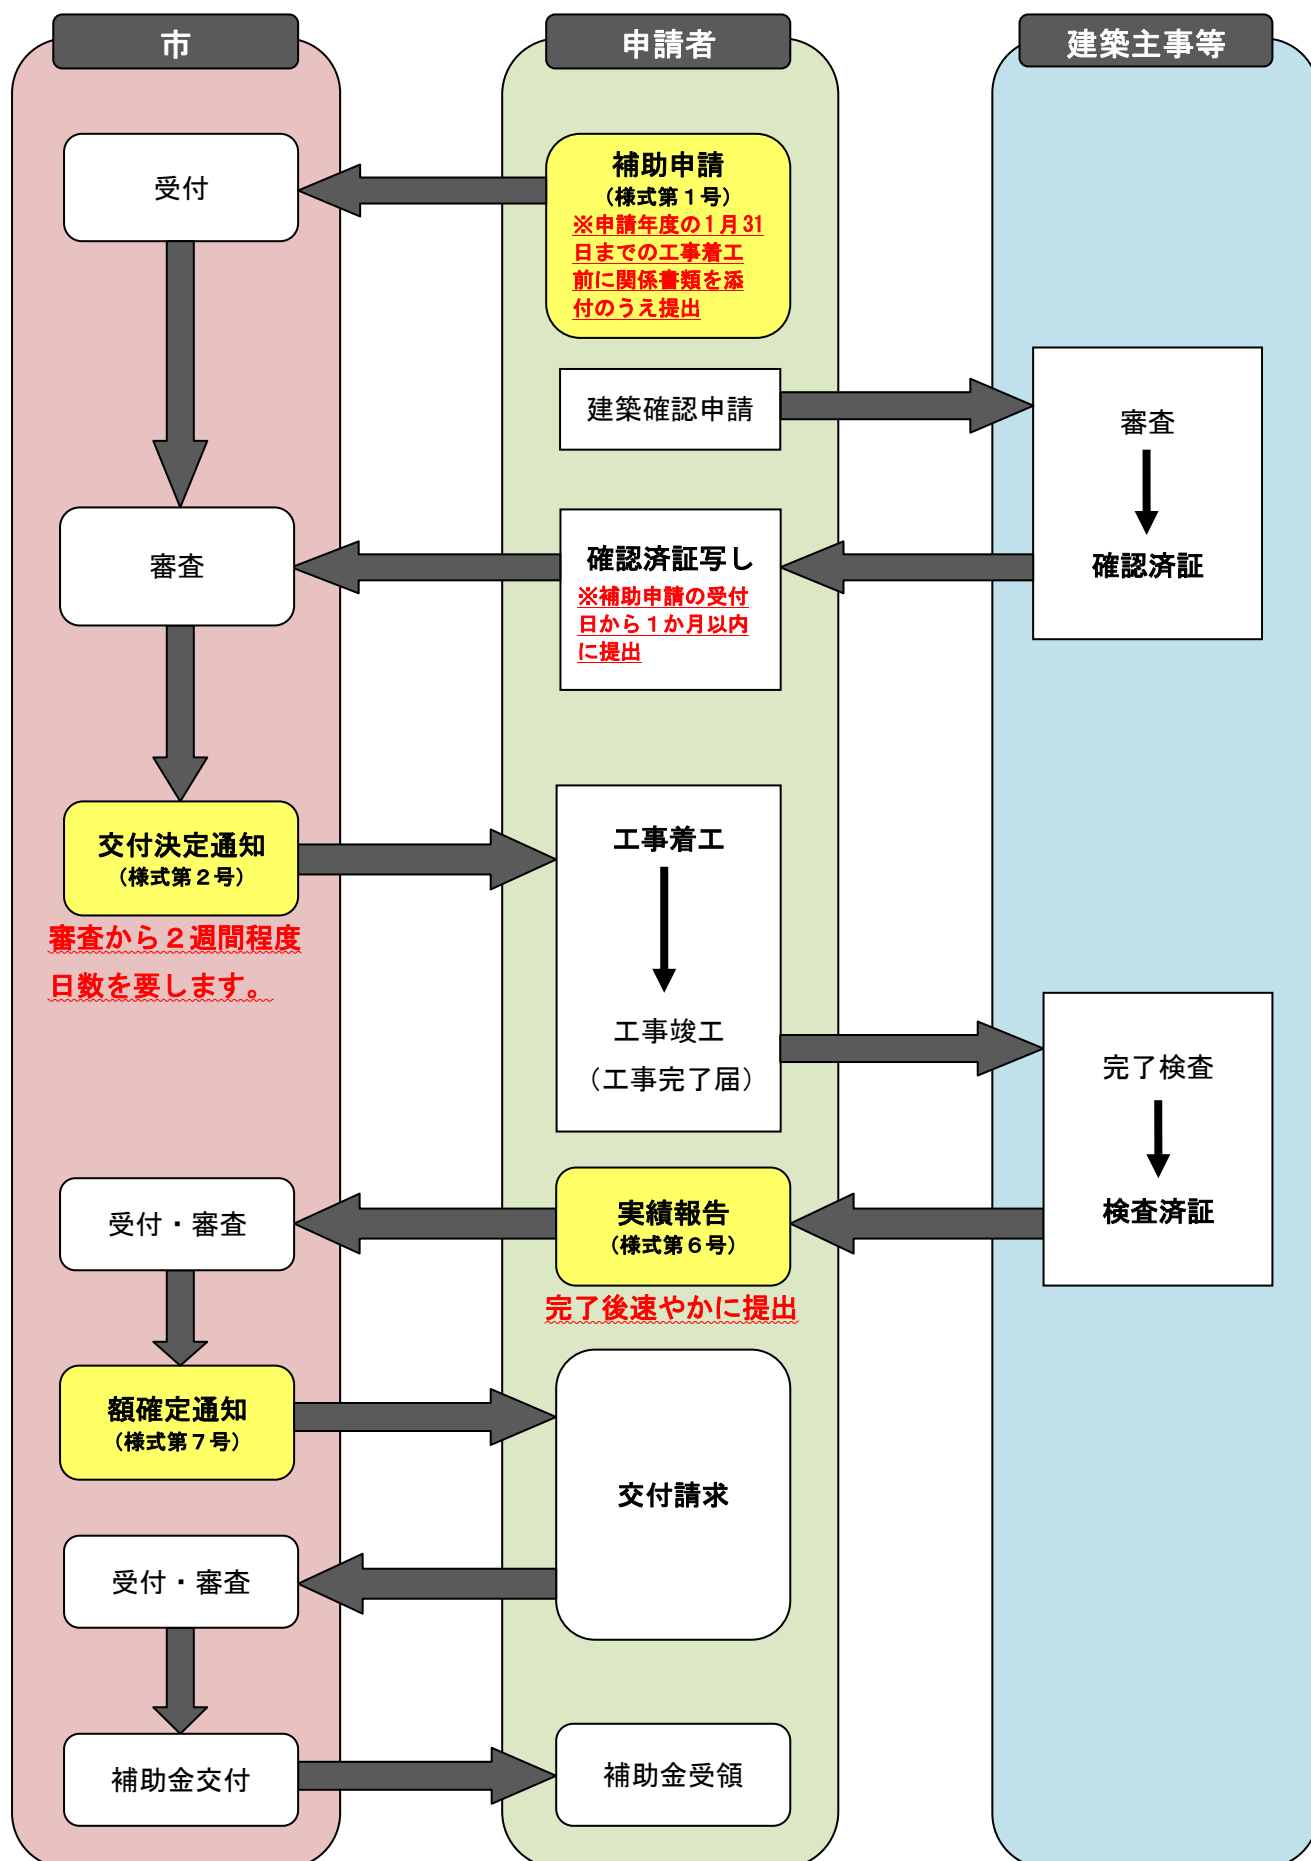 市
申請者
建築主事等
受付
補助申請
（様式第１号）
※申請年度の1月31
日までの工事着工
前に関係書類を添
付のうえ提出
建築確認申請
審査
確認済証
審査
確認済証写し
※補助申請の受付
日から１か月以内
に提出
交付決定通知
（様式第２号）
審査から２週間程度
日数を要します。
工事着工
工事竣工
（工事完了届）
完了検査
検査済証
受付・審査
実績報告
（様式第６号）
完了後速やかに提出
額確定通知
（様式第７号）
交付請求
受付・審査
補助金交付
補助金受領